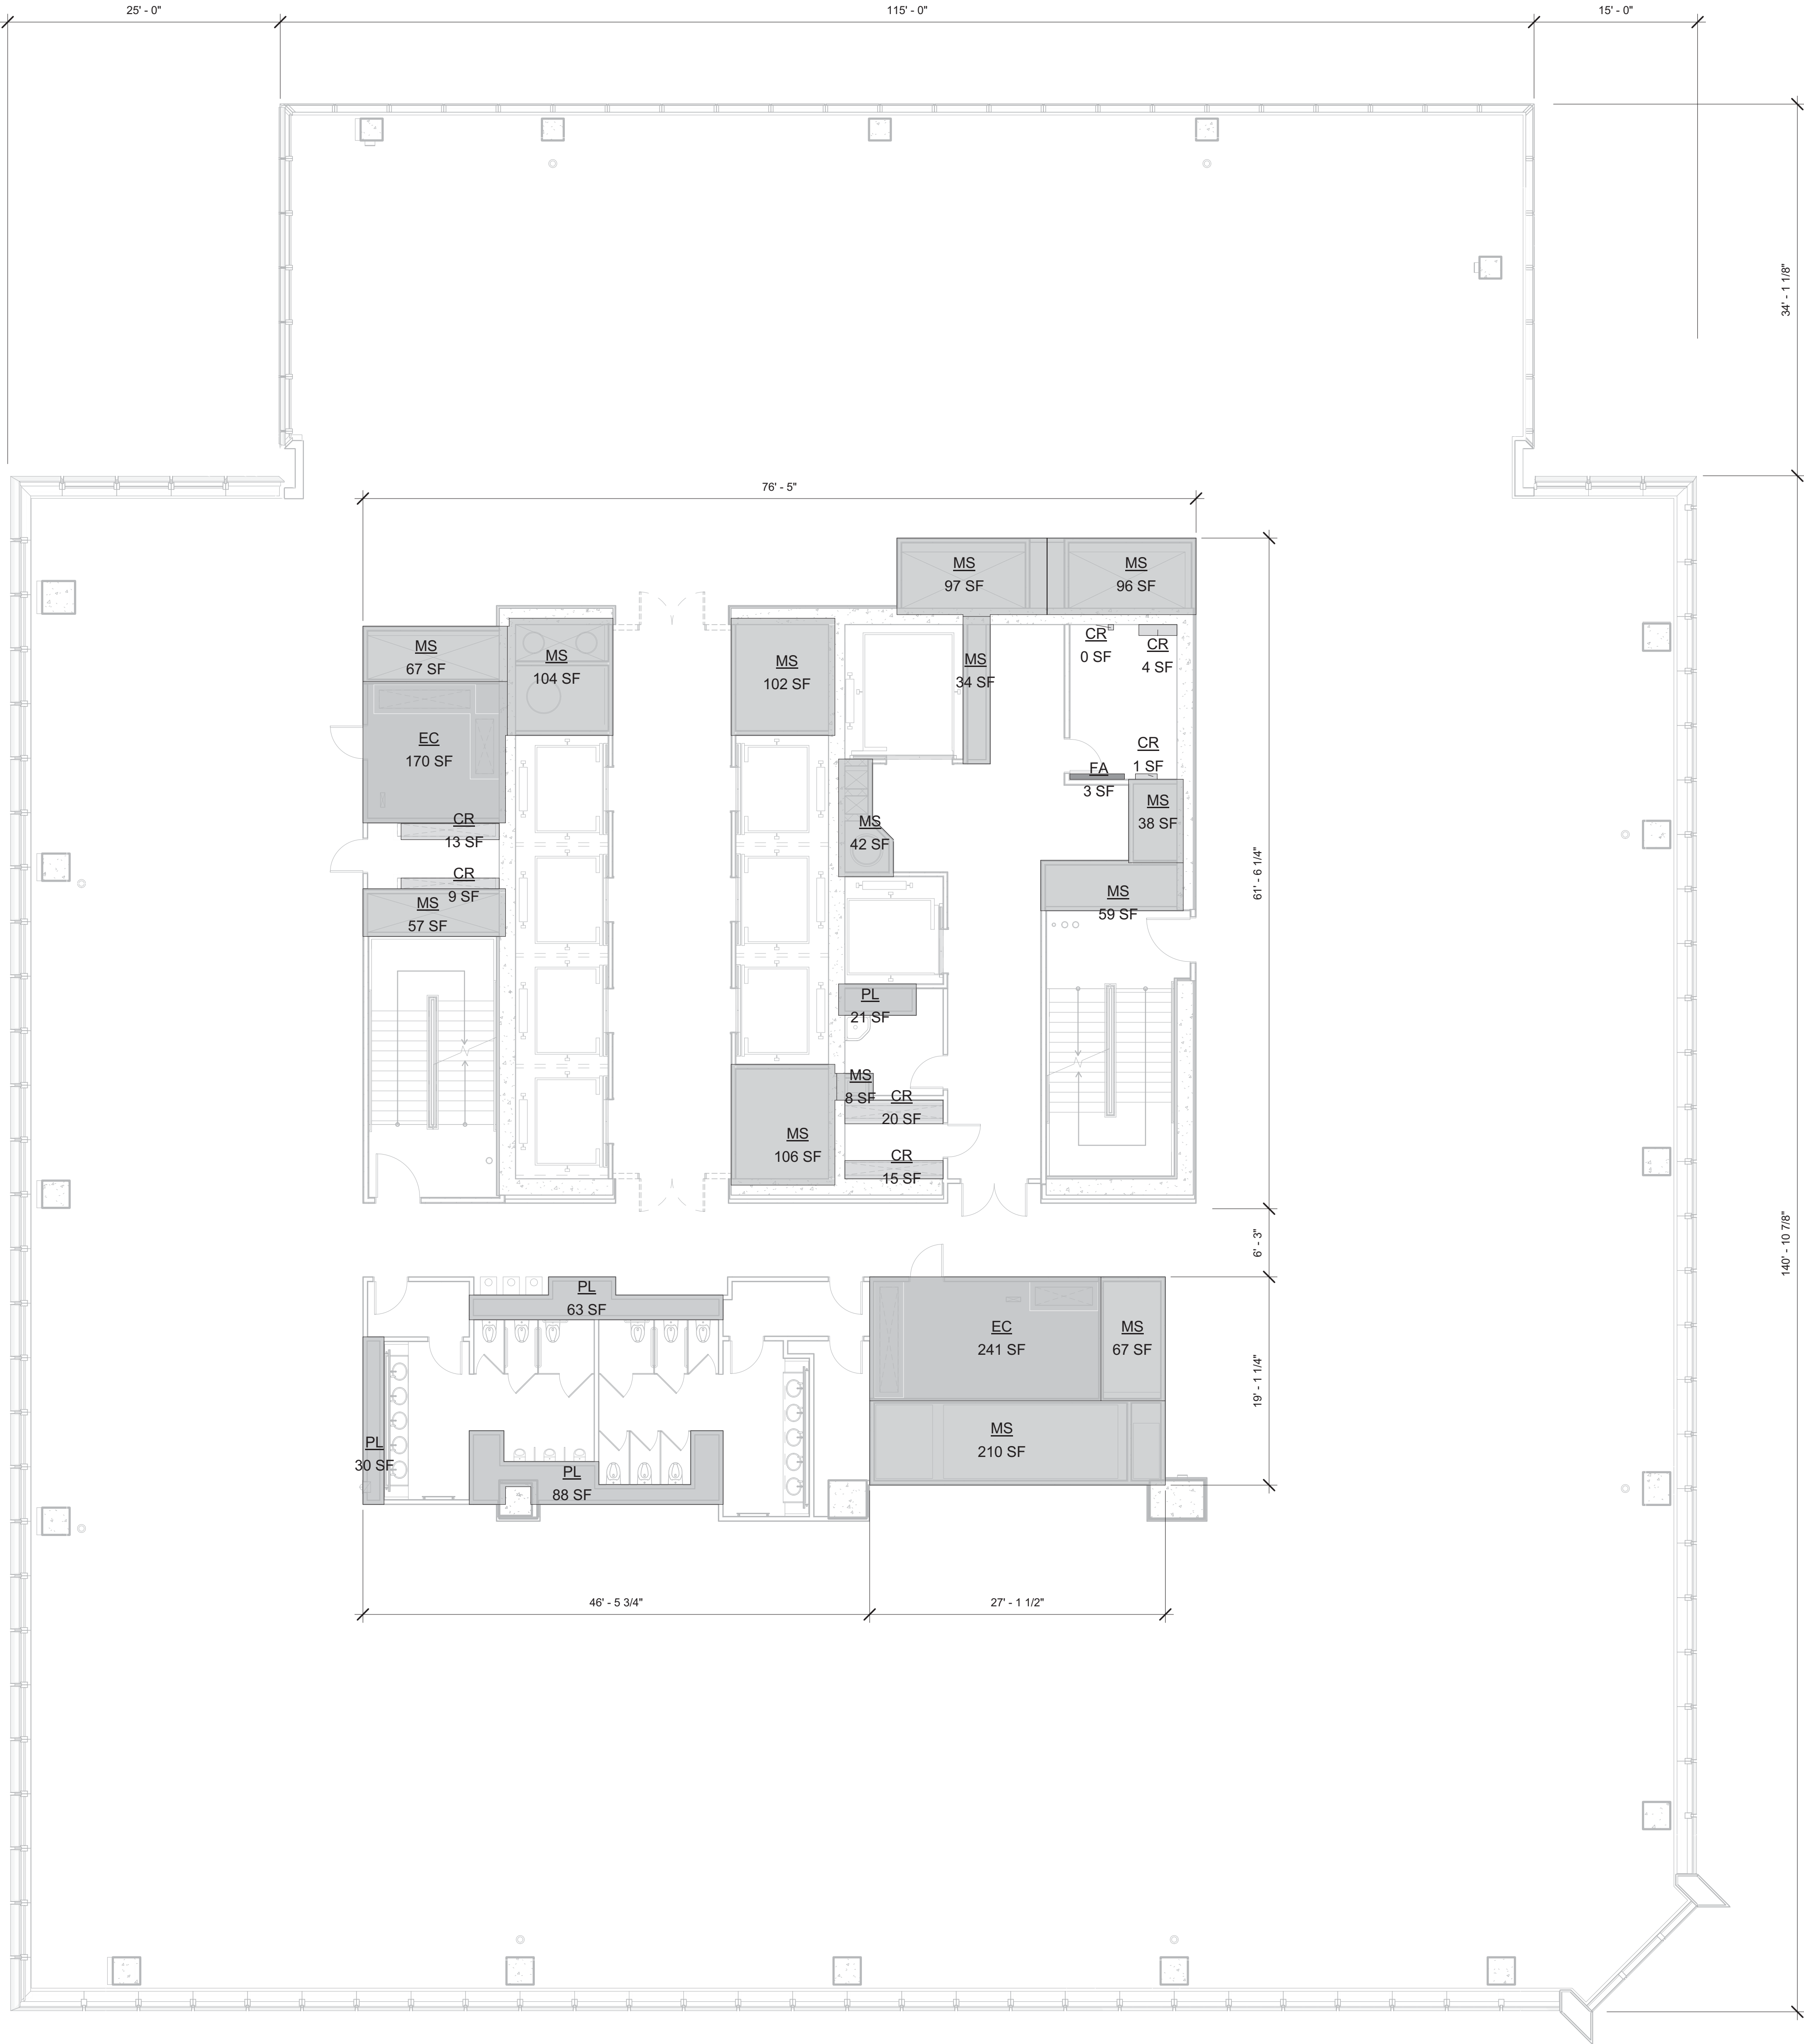 25' - 0"
115' - 0"
15' - 0"
34' - 1 1/8"
76' - 5"
MS
97 SF
MS
96 SF
MS
67 SF
MS
104 SF
MS
102 SF
MS
34 SF
CR
0 SF
CR
4 SF
EC
170 SF
CR
1 SF
FA
3 SF
MS
38 SF
CR
13 SF
MS
42 SF
CR
9 SF
MS
57 SF
MS
59 SF
61' - 6 1/4"
PL
21 SF
MS
8 SF
CR
20 SF
MS
106 SF
CR
15 SF
6' - 3"
140' - 10 7/8"
PL
63 SF
EC
241 SF
MS
67 SF
19' - 1 1/4"
MS
210 SF
PL
30 SF
PL
88 SF
46' - 5 3/4"
27' - 1 1/2"